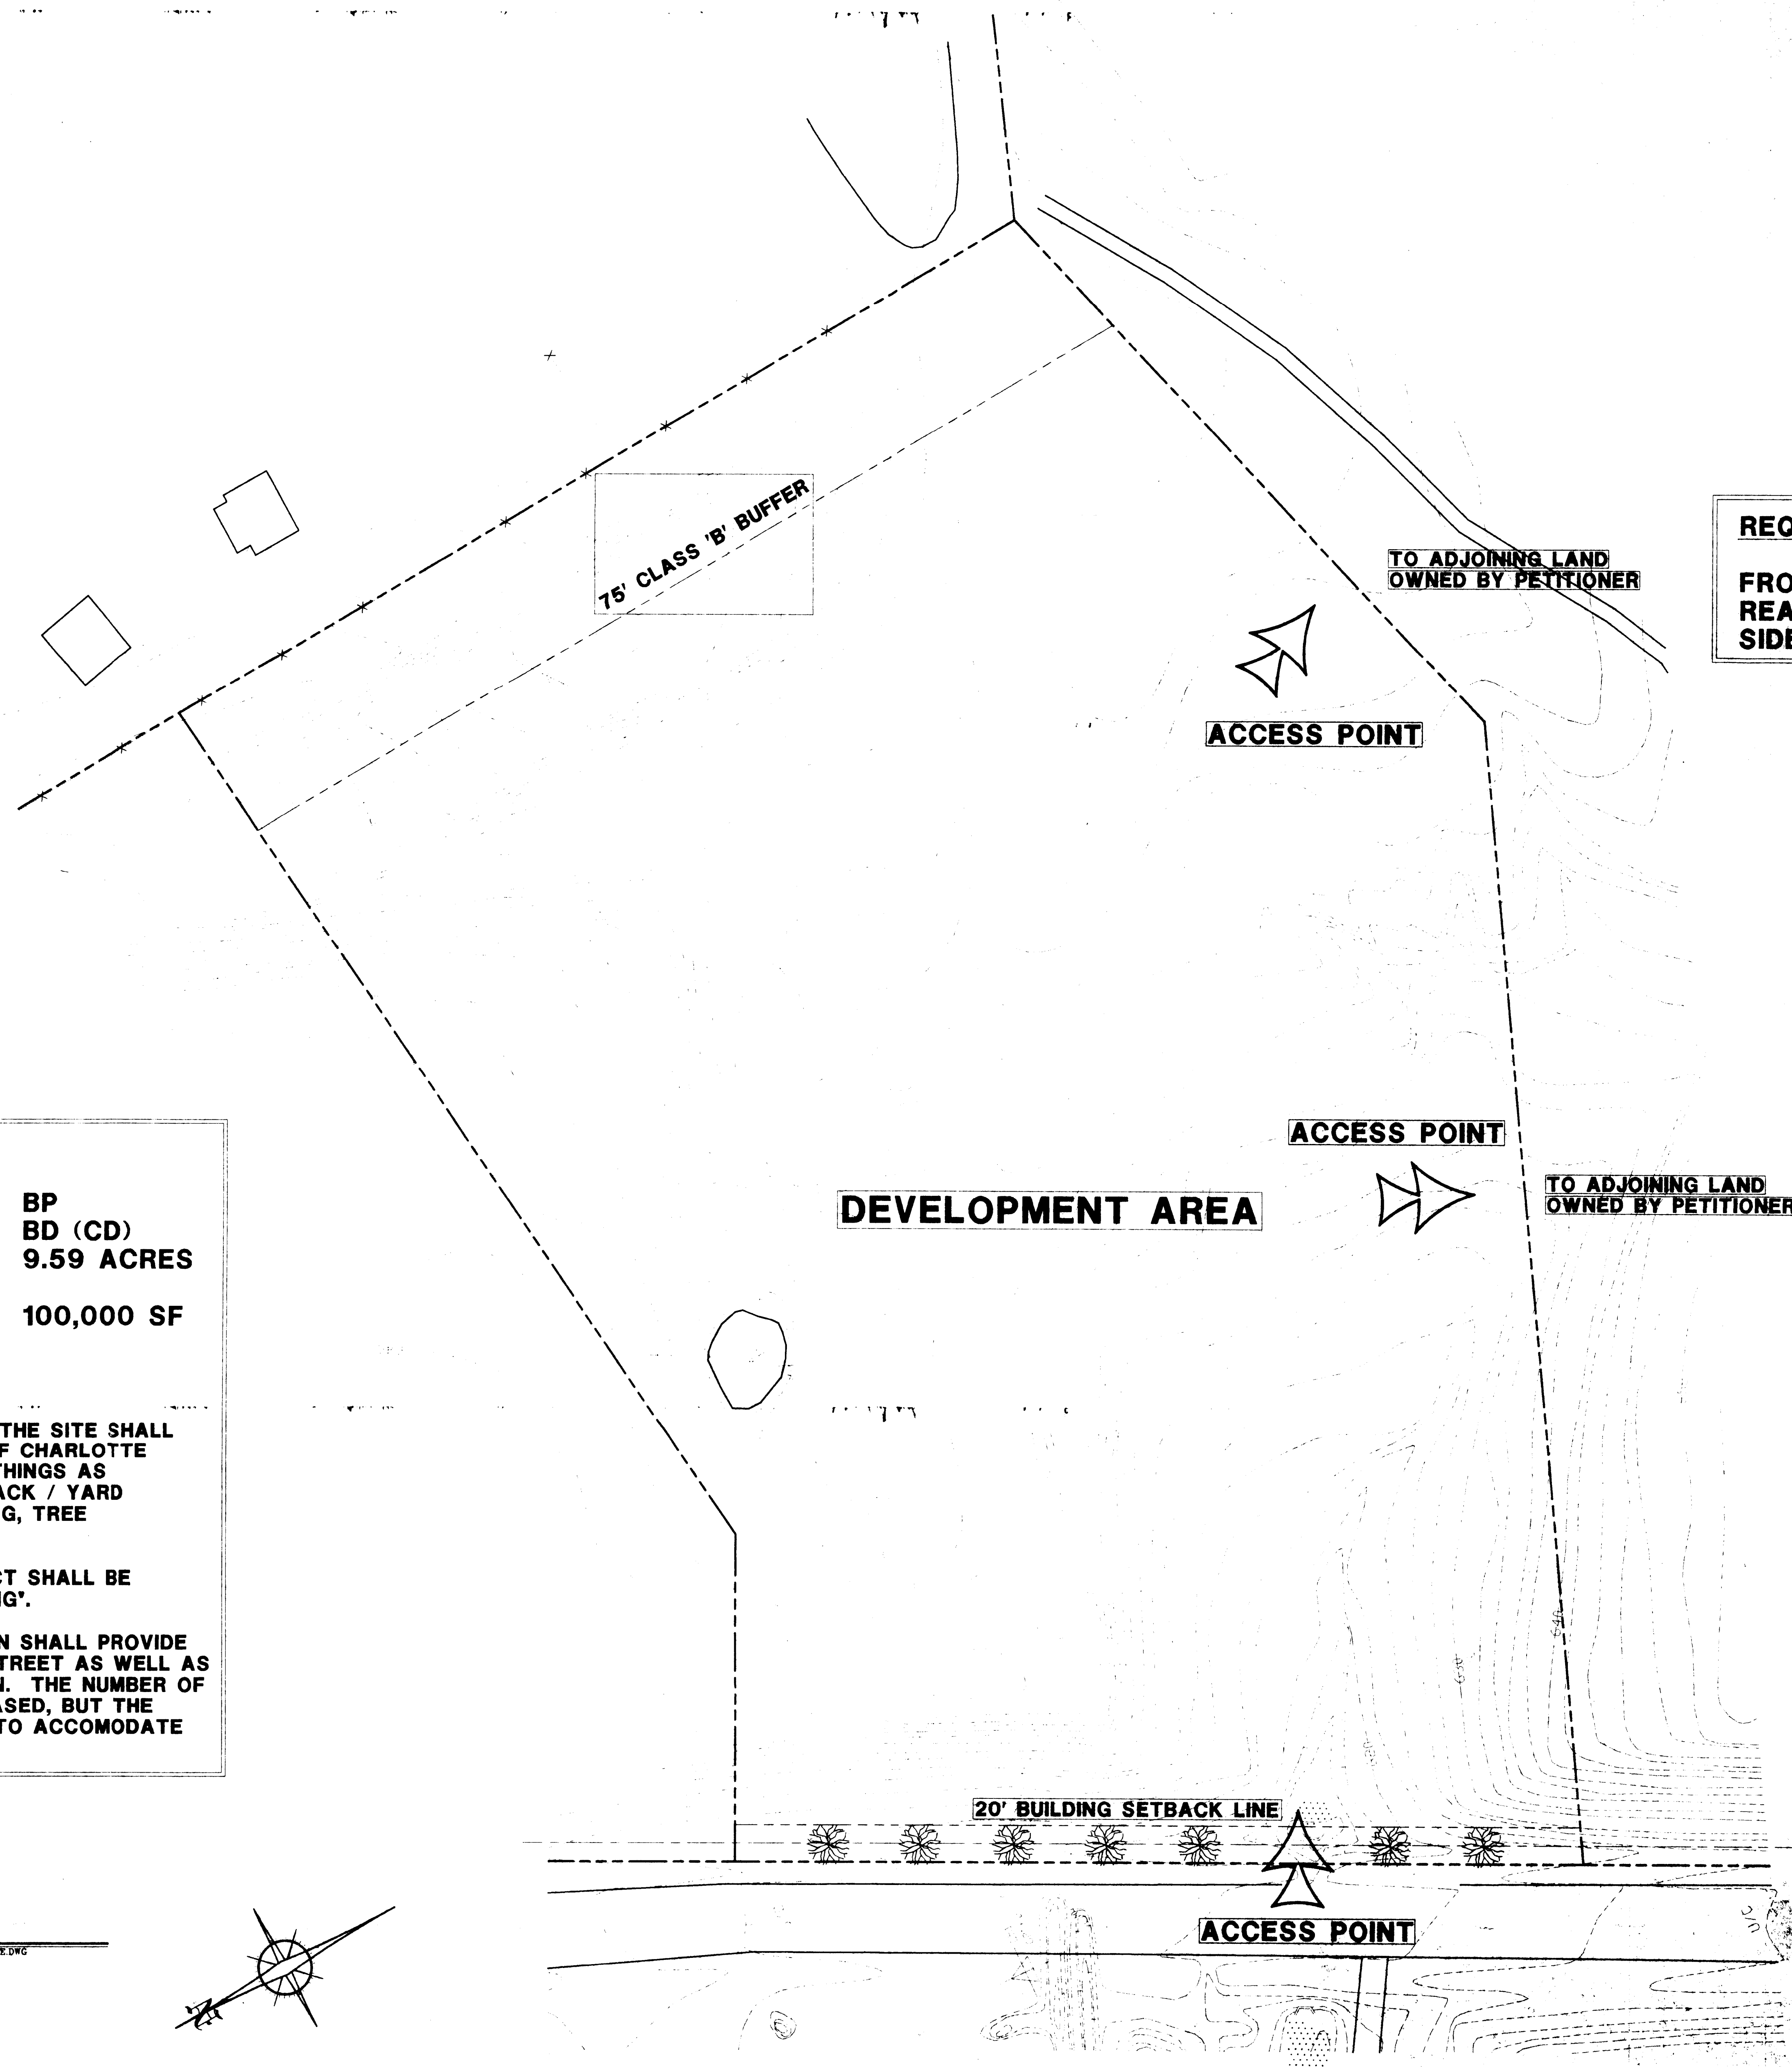 75' CLASS 'B' BUFFER
TO ADJOINING LAND
OWNED BY PETITIONER
ACCESS POINT
REQ
FRO
REA
SIDE
ACCESS POINT
TO ADJOINING LAND
OWNED BY PETITIONER
DEVELOPMENT AREA
BP
BD (CD)
9.59 ACRES
100,000 SF
THE SITE SHALL
F CHARLOTTE
THINGS AS
ACK / YARD
G, TREE
CT SHALL BE
IG".
N SHALL PROVIDE
TREET AS WELL AS
N. THE NUMBER OF
ASED, BUT THE
TO ACCOMODATE
640
650
20' BUILDING SETBACK LINE
ACCESS POINT
E.DWG
N